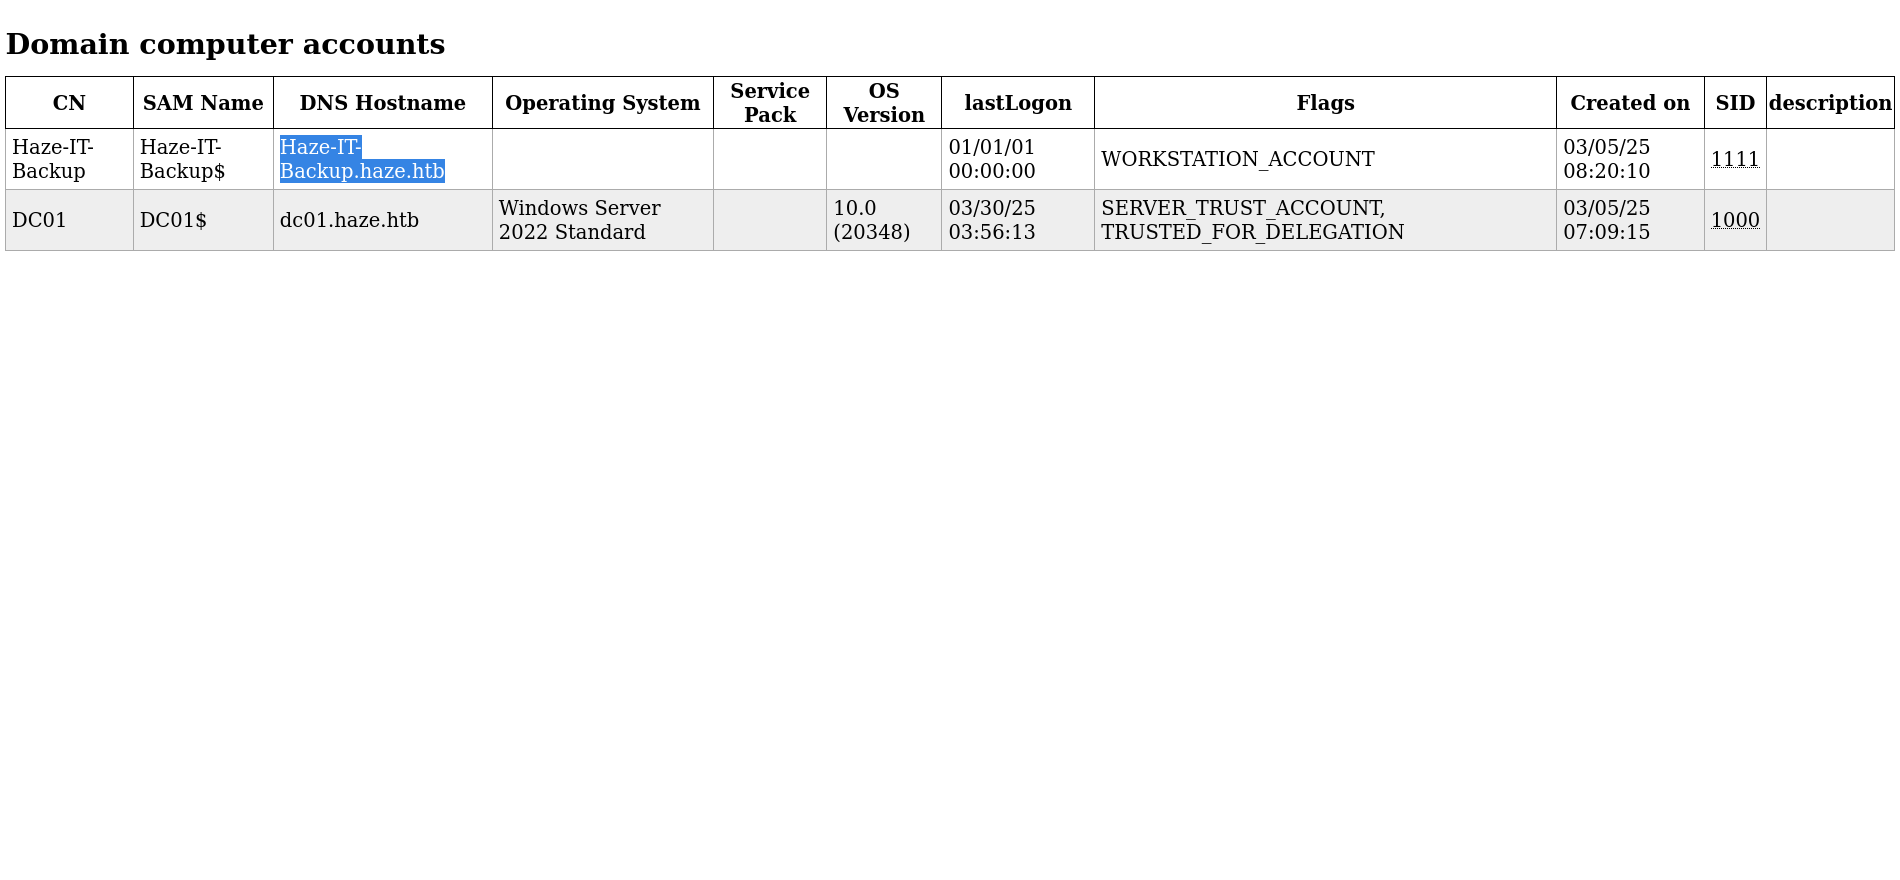 Domain computer accounts
CN SAM Name DNS Hostname Operating System Service Pack OS Version lastLogon Flags Created on SID description
Haze-IT-Backup Haze-IT-Backup$ Haze-IT-Backup.haze.htb 01/01/01 00:00:00 WORKSTATION_ACCOUNT 03/05/25 08:20:10 1111
DC01 DC01$ dc01.haze.htb Windows Server 2022 Standard 10.0 (20348) 03/30/25 03:56:13 SERVER_TRUST_ACCOUNT, TRUSTED_FOR_DELEGATION 03/05/25 07:09:15 1000